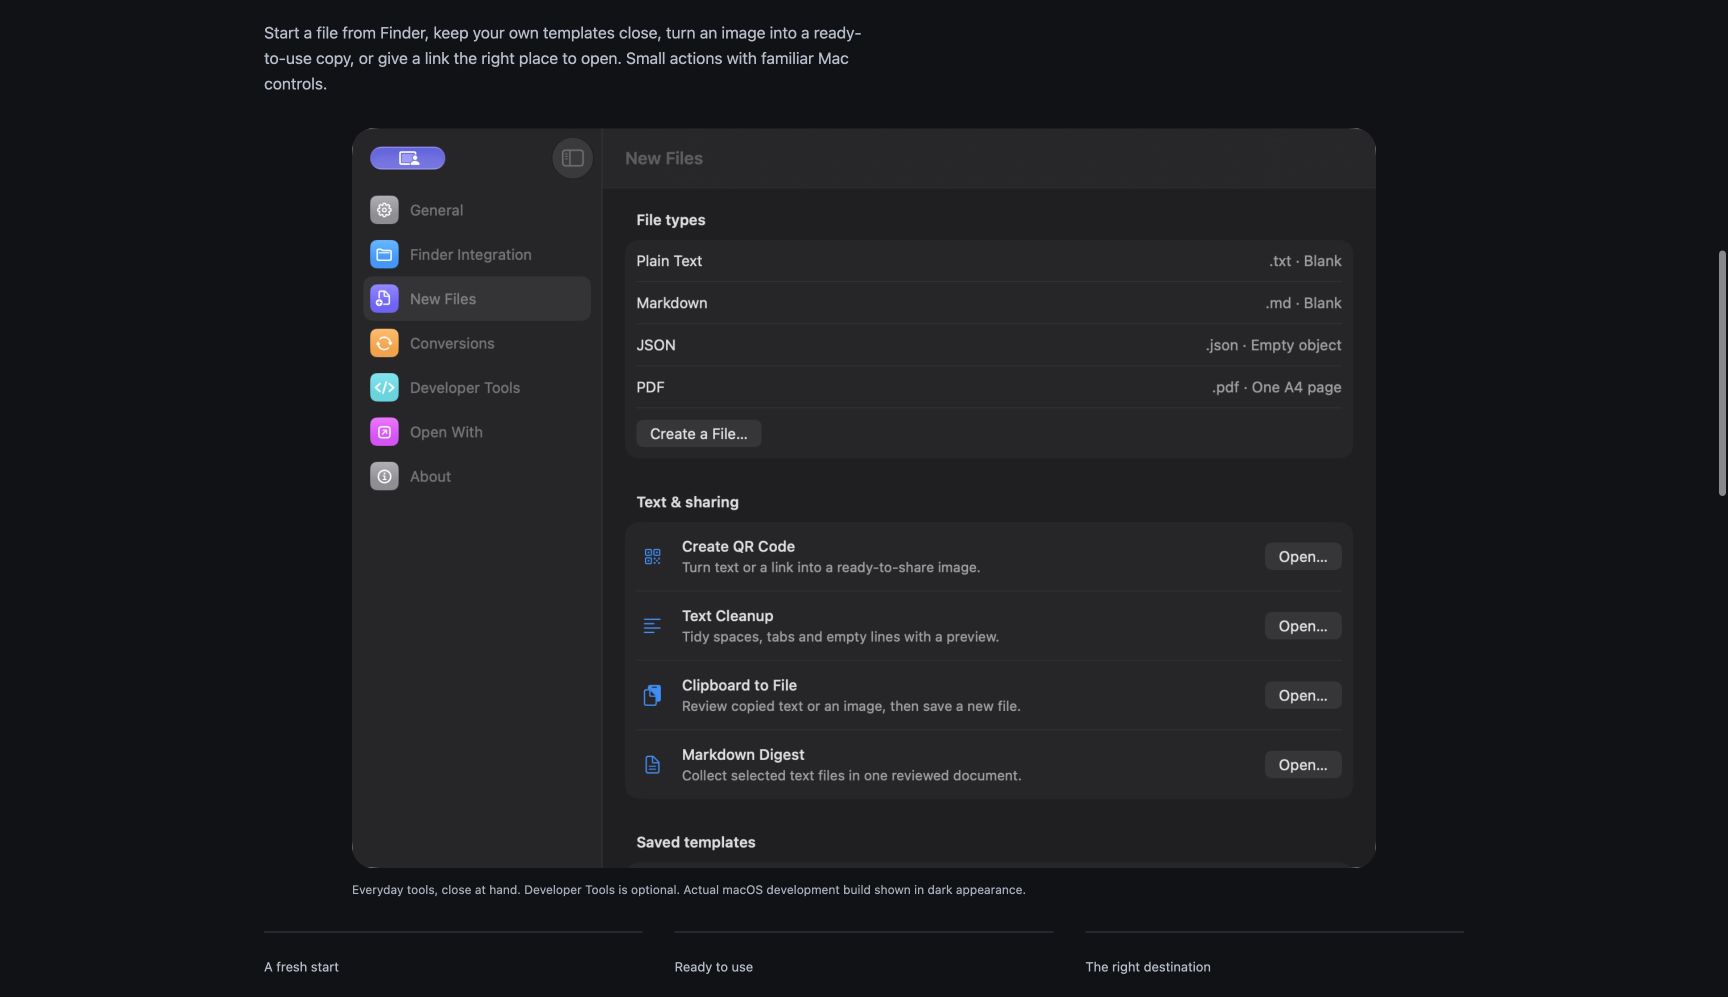 Start a file from Finder, keep your own templates close, turn an image into a ready-
to-use copy, or give a link the right place to open. Small actions with familiar Mac
controls.
General
Finder Integration
New Files
Conversions
Developer Tools
Open With
About
New Files
File types
Plain Text .txt · Blank
Markdown .md · Blank
JSON .json · Empty object
PDF .pdf · One A4 page
Create a File...
Text & sharing
Create QR Code
Turn text or a link into a ready-to-share image.
Open...
Text Cleanup
Tidy spaces, tabs and empty lines with a preview.
Open...
Clipboard to File
Review copied text or an image, then save a new file.
Open...
Markdown Digest
Collect selected text files in one reviewed document.
Open...
Saved templates
Everyday tools, close at hand. Developer Tools is optional. Actual macOS development build shown in dark appearance.
A fresh start
Ready to use
The right destination